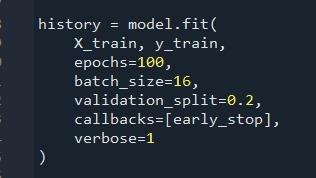 history = model.fit(
    X_train, y_train,
    epochs=100,
    batch_size=16,
    validation_split=0.2,
    callbacks=[early_stop],
    verbose=1
)